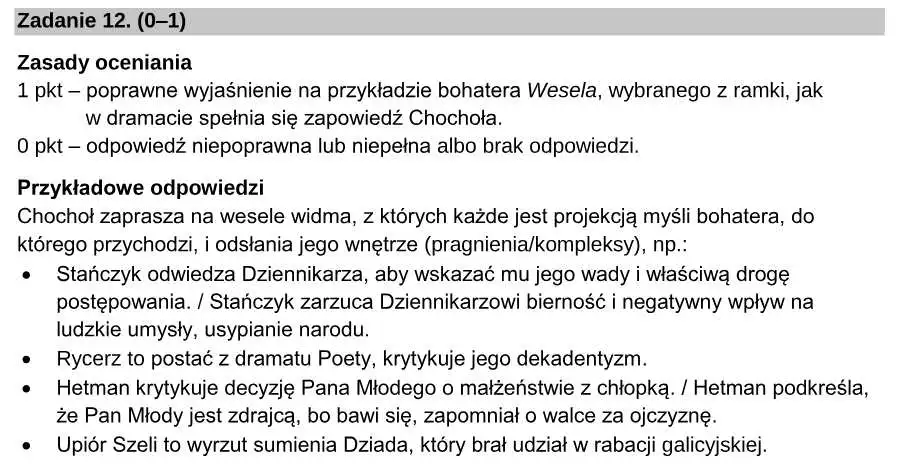 Zadanie 12. (0–1)
Zasady oceniania
1 pkt – poprawne wyjaśnienie na przykładzie bohatera Wesela, wybranego z ramki, jak
w dramacie spełnia się zapowiedź Chochoła.
0 pkt – odpowiedź niepoprawna lub niepełna albo brak odpowiedzi.
Przykładowe odpowiedzi
Chochoł zaprasza na wesele widma, z których każde jest projekcją myśli bohatera, do
którego przychodzi, i odsłania jego wnętrze (pragnienia/kompleksy), np.:
• Stańczyk odwiedza Dziennikarza, aby wskazać mu jego wady i właściwą drogę
postępowania. / Stańczyk zarzuca Dziennikarzowi bierność i negatywny wpływ na
ludzkie umysły, usypianie narodu.
• Rycerz to postać z dramatu Poety, krytykuje jego dekadentyzm.
• Hetman krytykuje decyzję Pana Młodego o małżeństwie z chłopką. / Hetman podkreśla,
że Pan Młody jest zdrajcą, bo bawi się, zapomniał o walce za ojczyznę.
• Upiór Szeli to wyrzut sumienia Dziada, który brał udział w rabacji galicyjskiej.